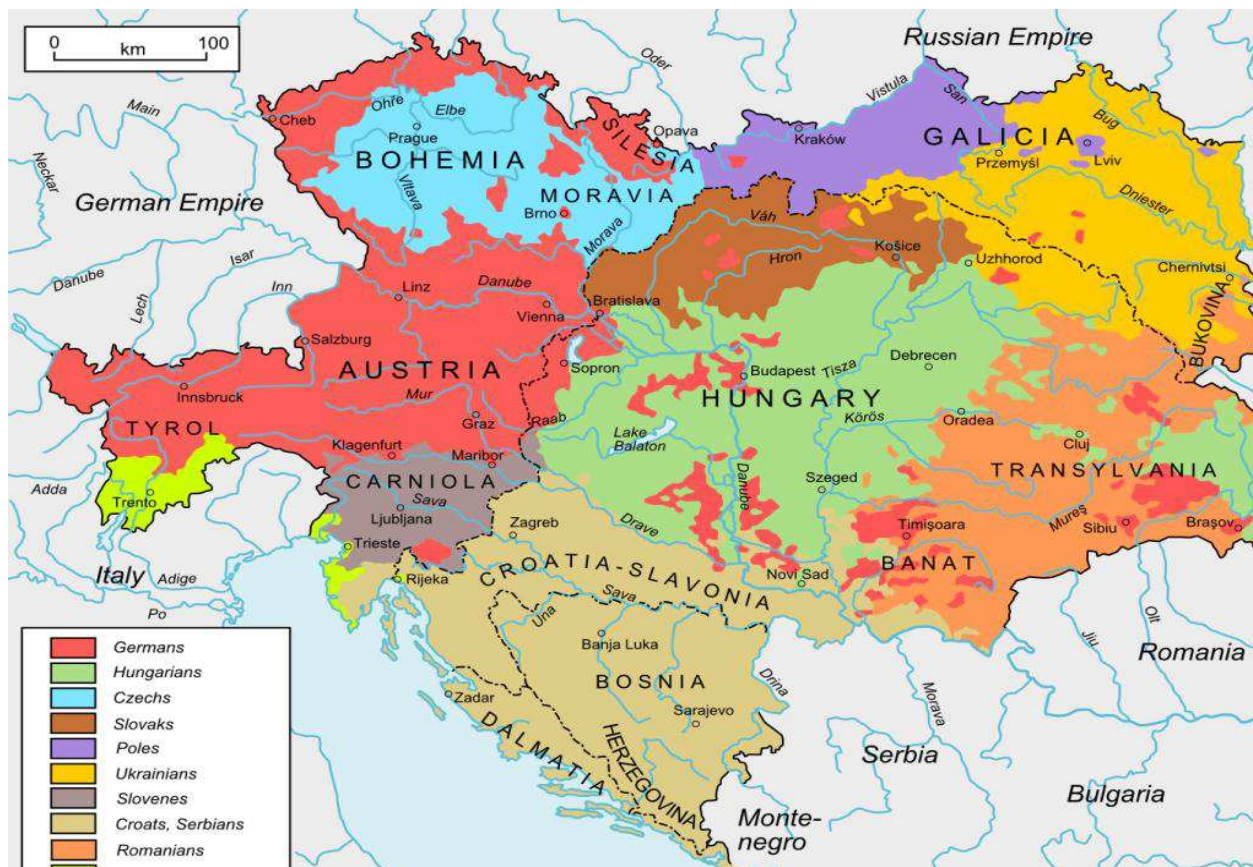 0 100
km
Russian Empire
Oder
Vistula
San
Main
Cheb
Ohře
Elbe
Opava
Kraków
Bug
GALICIA
Prague
SILESIA
Przemyśl
Lviv
BOHEMIA
Neckar
Vltava
MORAVIA
Dniester
German Empire
Brno
Morava
Váh
Košice
Isar
Hron
Uzhhorod
Chernivtsi
Danube
Lech
Inn
Linz
Danube
Vienna
Bratislava
BUKOVINA
Salzburg
AUSTRIA
Sopron
Budapest
Tisza
Debrecen
Innsbruck
Mur
HUNGARY
Graz
Raab
Körös
Oradea
TYROL
Klagenfurt
Lake
Balaton
Cluj
Maribor
TRANSYLVANIA
Adda
CARNIOLA
Danube
Szeged
Trento
Sava
Mureş
Ljubljana
Drave
Zagreb
Timişoara
Sibiu
Braşov
Trieste
Italy
Adige
Rijeka
CROATIA-SLAVONIA
Novi Sad
BANAT
Po
Sava
Una
Olt
Jiu
Banja Luka
Romania
Germans
Hungarians
Czechs
Slovaks
Poles
Ukrainians
Slovenes
Croats, Serbians
Romanians
BOSNIA
Drina
Zadar
Morava
Sarajevo
DALMATIA
HERZEGOVINA
Serbia
Bulgaria
Monte-
negro